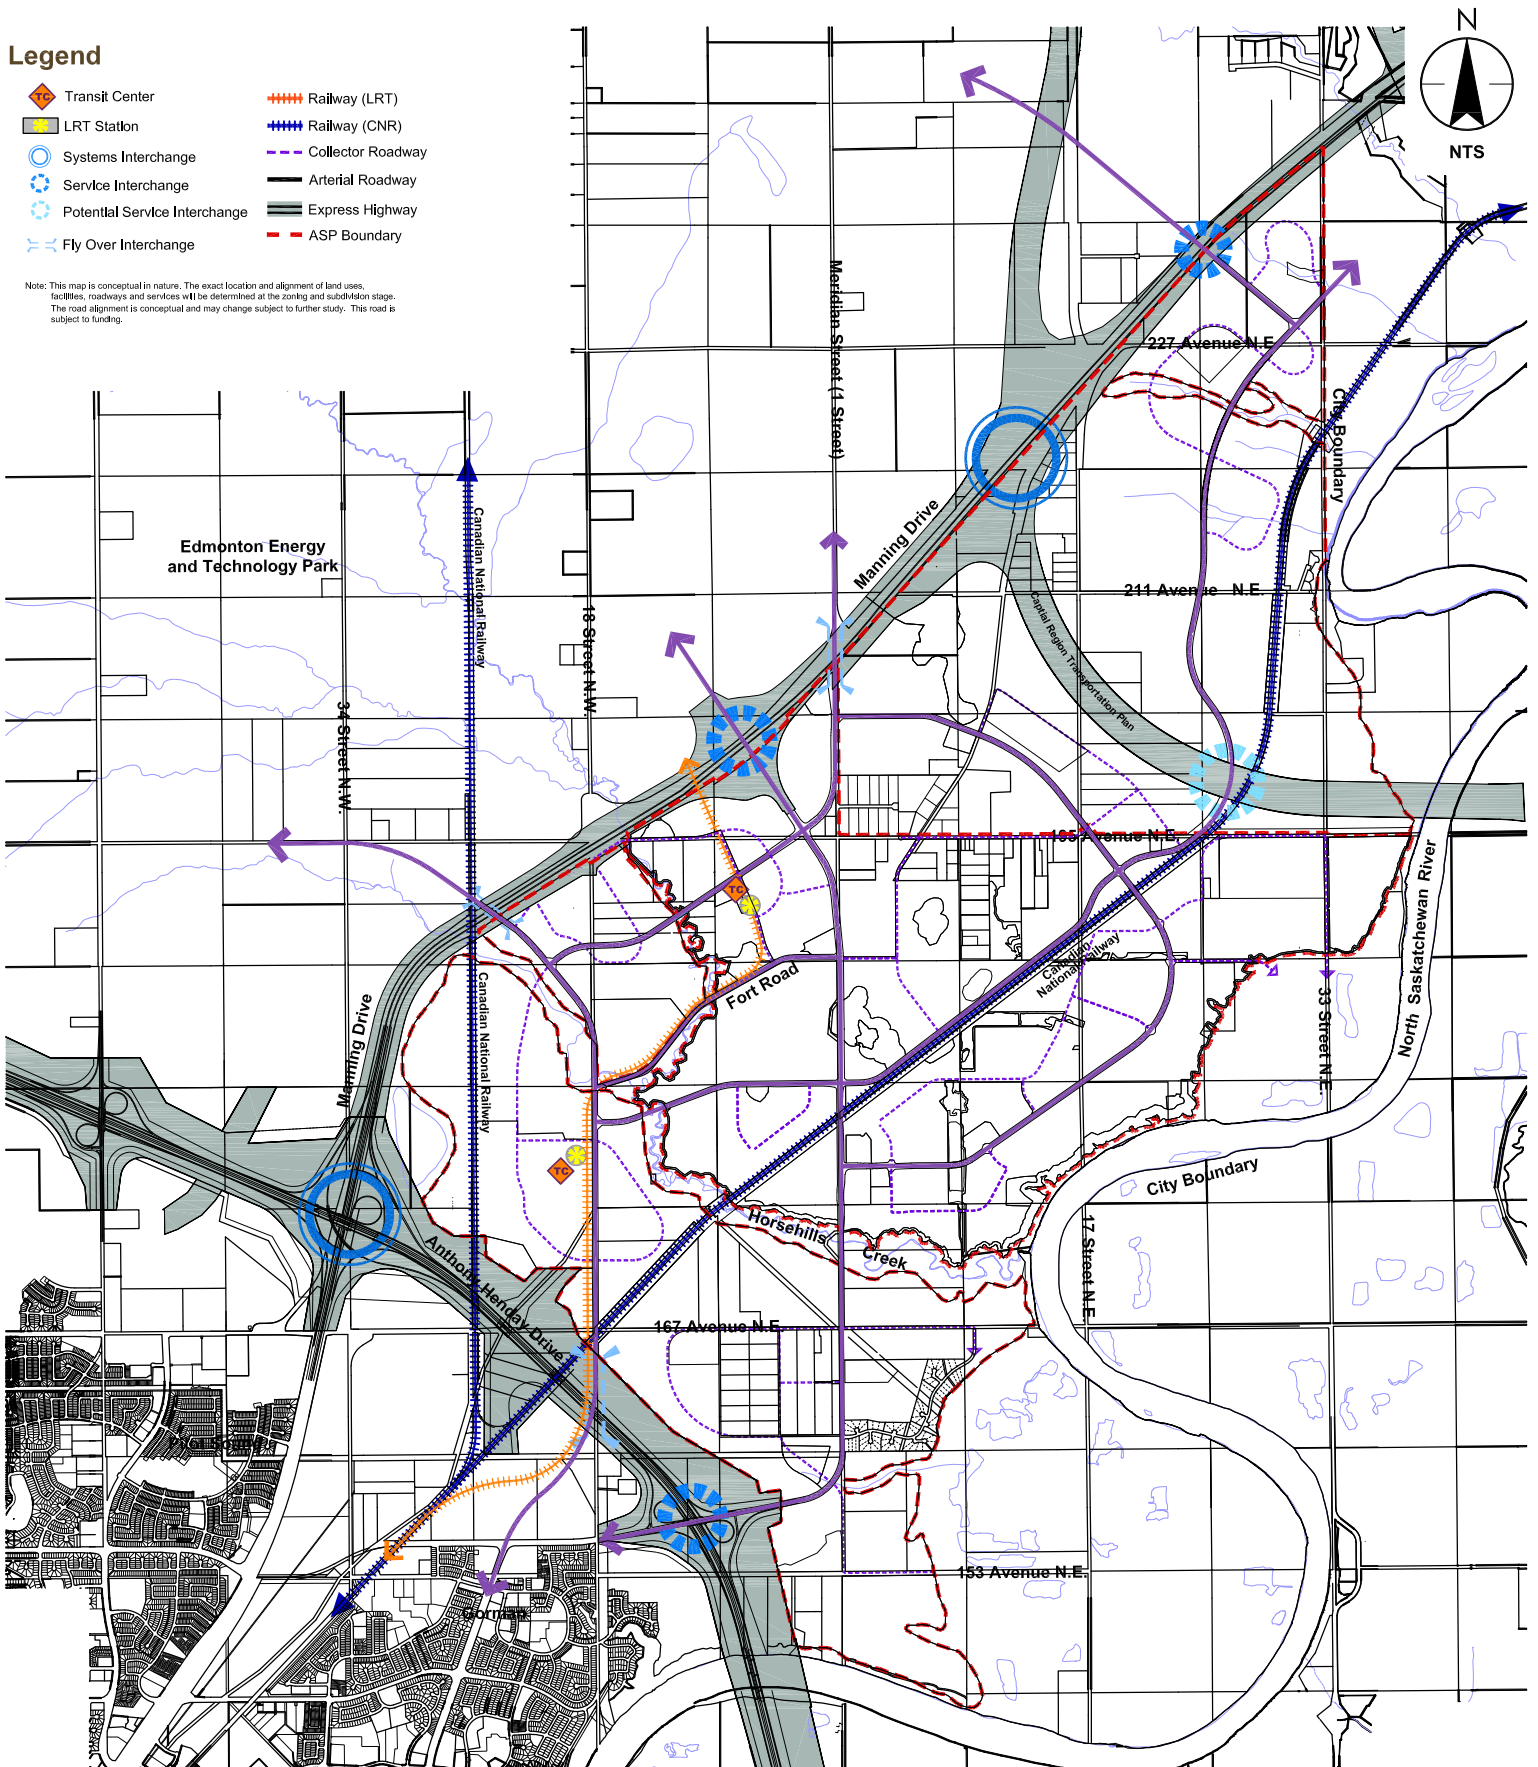 Legend
Transit Center
LRT Station
Systems Interchange
Service Interchange
Potential Service Interchange
Fly Over Interchange
Railway (LRT)
Railway (CNR)
Collector Roadway
Arterial Roadway
Express Highway
ASP Boundary
TC
Note: This map is conceptual in nature. The exact location and alignment of land uses,
facilities, roadways and services will be determined at the zoning and subdivision stage.
The road alignment is conceptual and may change subject to further study. This road is
subject to funding.
N
NTS
Meridian Street (1 Street)
227 Avenue N.E
City Boundary
Manning Drive
Edmonton Energy
and Technology Park
Canadian National Railway
18 Street N.W.
34 Street N.W.
211 Avenue N.E.
Captial Region Transportation Plan
195 Avenue N.E.
TC
Fort Road
Canadian
National Railway
North Saskatchewan River
33 Street N.E.
Manning Drive
Canadian National Railway
TC
City Boundary
Horsehills
Creek
17 Street N.E.
Anthony Henday Drive
167 Avenue N.E.
153 Avenue N.E.
Gorman